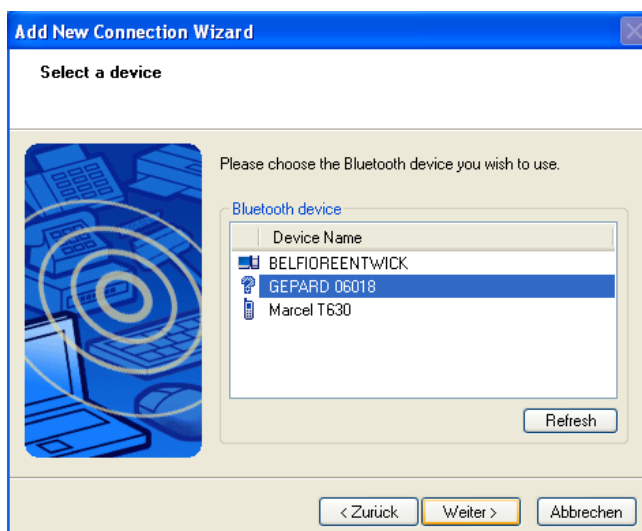 Add New Connection Wizard
Select a device
Please choose the Bluetooth device you wish to use.
Bluetooth device
Device Name
BELFIOREENTWICK
GEPARD 06018
Marcel T630
Refresh
< Zurück Weiter > Abbrechen